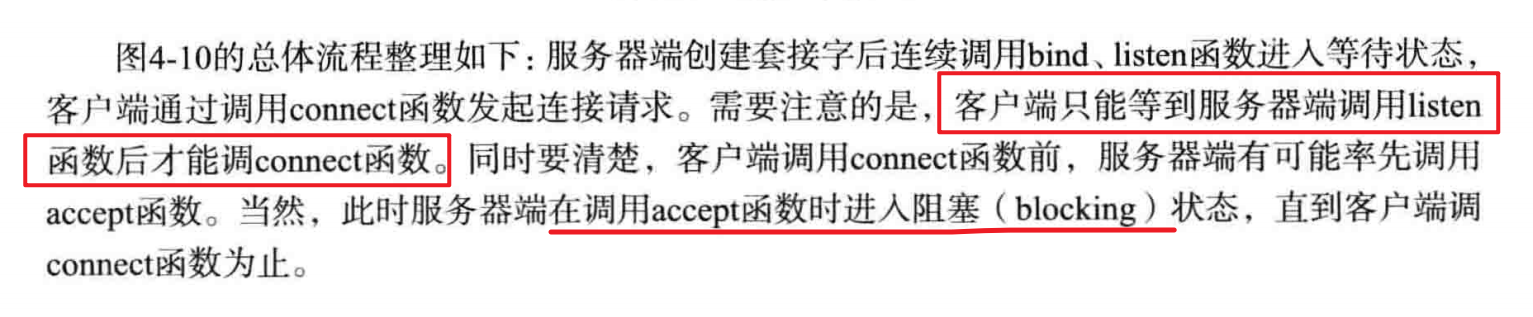 图4-10的总体流程整理如下：服务器端创建套接字后连续调用bind、listen函数进入等待状态，
客户端通过调用connect函数发起连接请求。需要注意的是，客户端只能等到服务器端调用listen
函数后才能调connect函数。同时要清楚，客户端调用connect函数前，服务器端有可能率先调用
accept函数。当然，此时服务器端在调用accept函数时进入阻塞（blocking）状态，直到客户端调
connect函数为止。